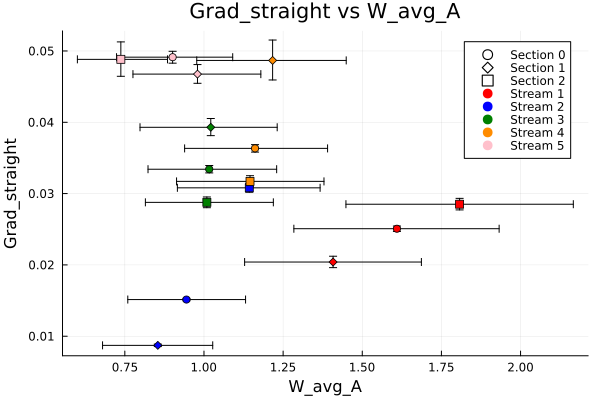 Grad_straight vs W_avg_A
Grad_straight
0.05
0.04
0.03
0.02
0.01
Section 0
Section 1
Section 2
Stream 1
Stream 2
Stream 3
Stream 4
Stream 5
0.75
1.00
1.25
1.50
1.75
2.00
W_avg_A